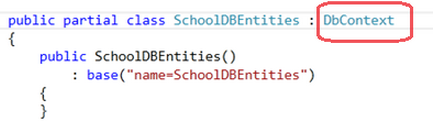 public partial class SchoolDBEntities : DbContext
{
    public SchoolDBEntities()
        : base("name=SchoolDBEntities")
    {
    }